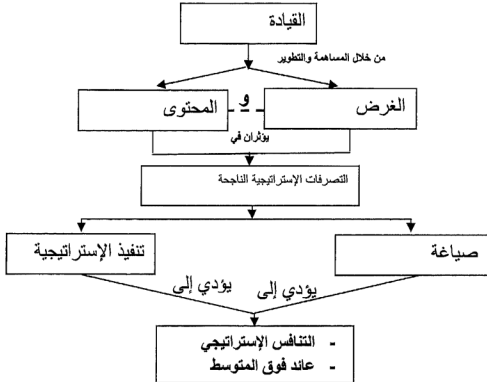 القيادة
من خلال المساهمة والتطوير
الغرض
و
المحتوى
يؤثران في
التصرفات الإستراتيجية الناجحة
صياغة
تنفيذ الإستراتيجية
يؤدي إلى
يؤدي إلى
- التنافس الإستراتيجي
- عائد فوق المتوسط